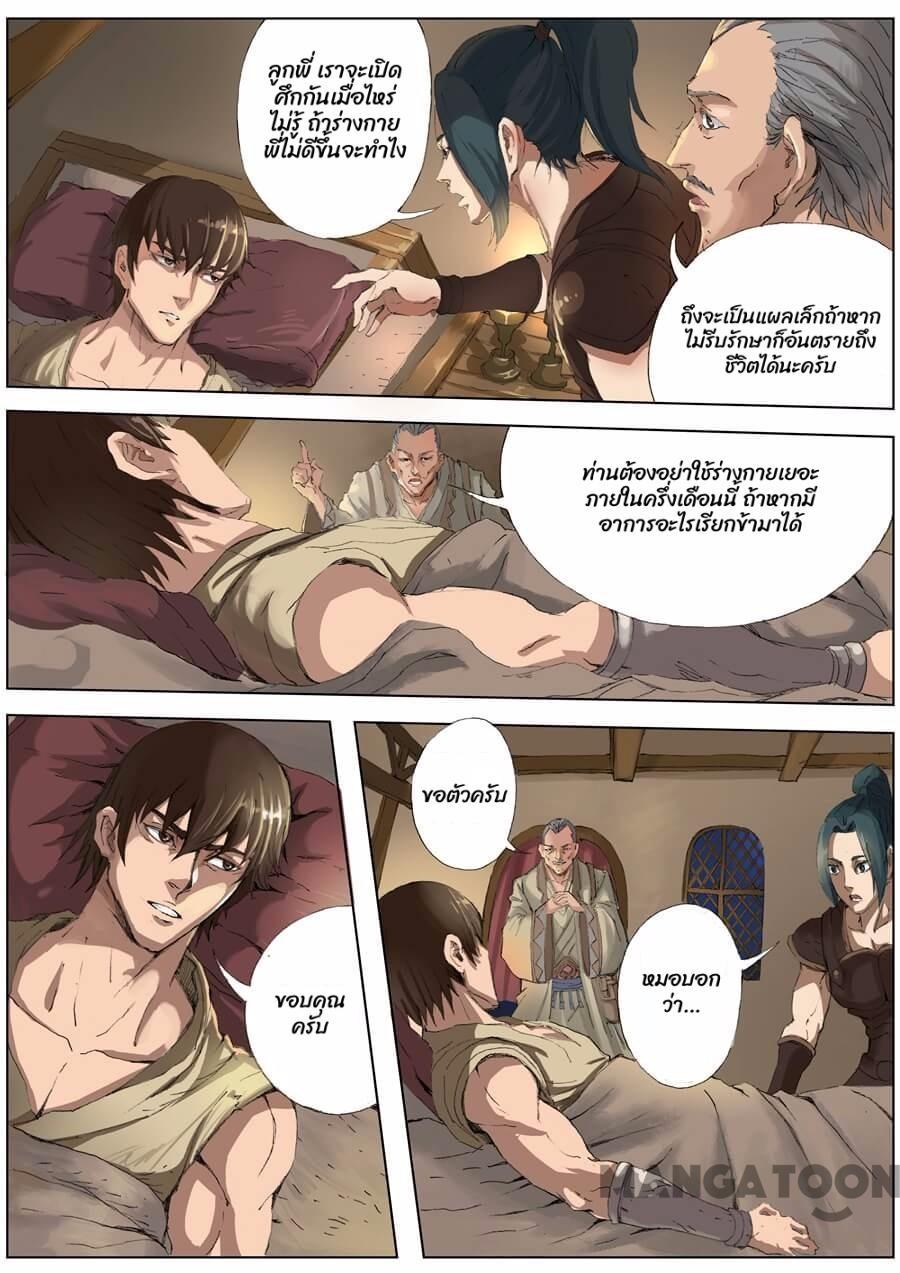 ลูกพี่ เราจะเปิด
ศึกกันเมื่อไหร่
ไม่รู้ ถ้าร่างกาย
พี่ไม่ดีขึ้นจะทำไง
ถึงจะเป็นแผลเล็กถ้าหาก
ไม่รีบรักษาก็อันตรายถึง
ชีวิตได้นะครับ
ท่านต้องอย่าใช้ร่างกายเยอะ
ภายในครึ่งเดือนนี้ ถ้าหากมี
อาการอะไรเรียกข้ามาได้
ขอบคุณ
ครับ
ขอตัวครับ
หมอบอก
ว่า...
MANGATOON